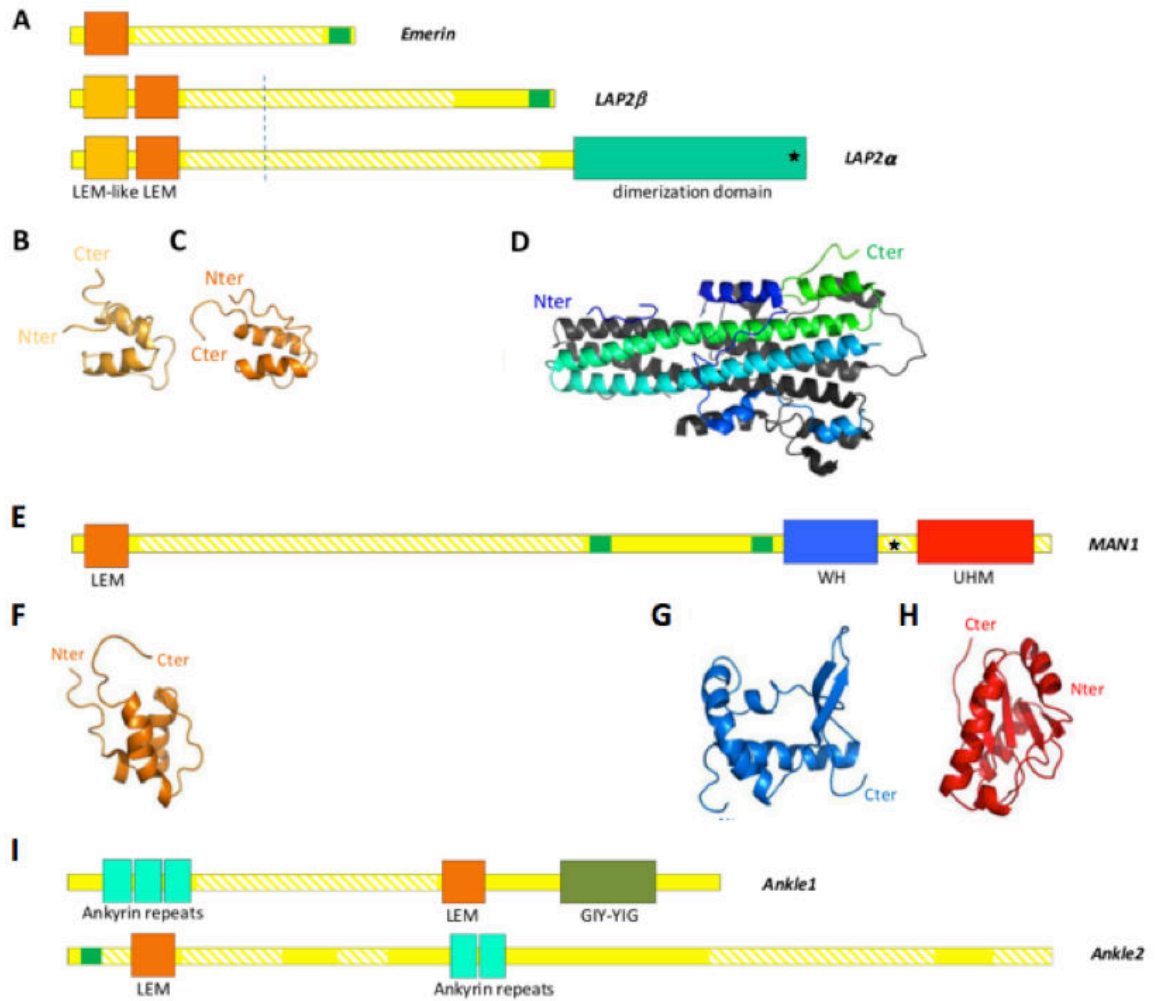 A
Emerin
LAP2β
LAP2α
LEM-like LEM
dimerization domain
B
C
D
Cter
Nter
Nter
Cter
Nter
Cter
E
MAN1
LEM
WH
UHM
F
G
H
Nter
Cter
Cter
Cter
Nter
I
Ankle1
Ankyrin repeats
LEM
GIY-YIG
Ankle2
LEM
Ankyrin repeats